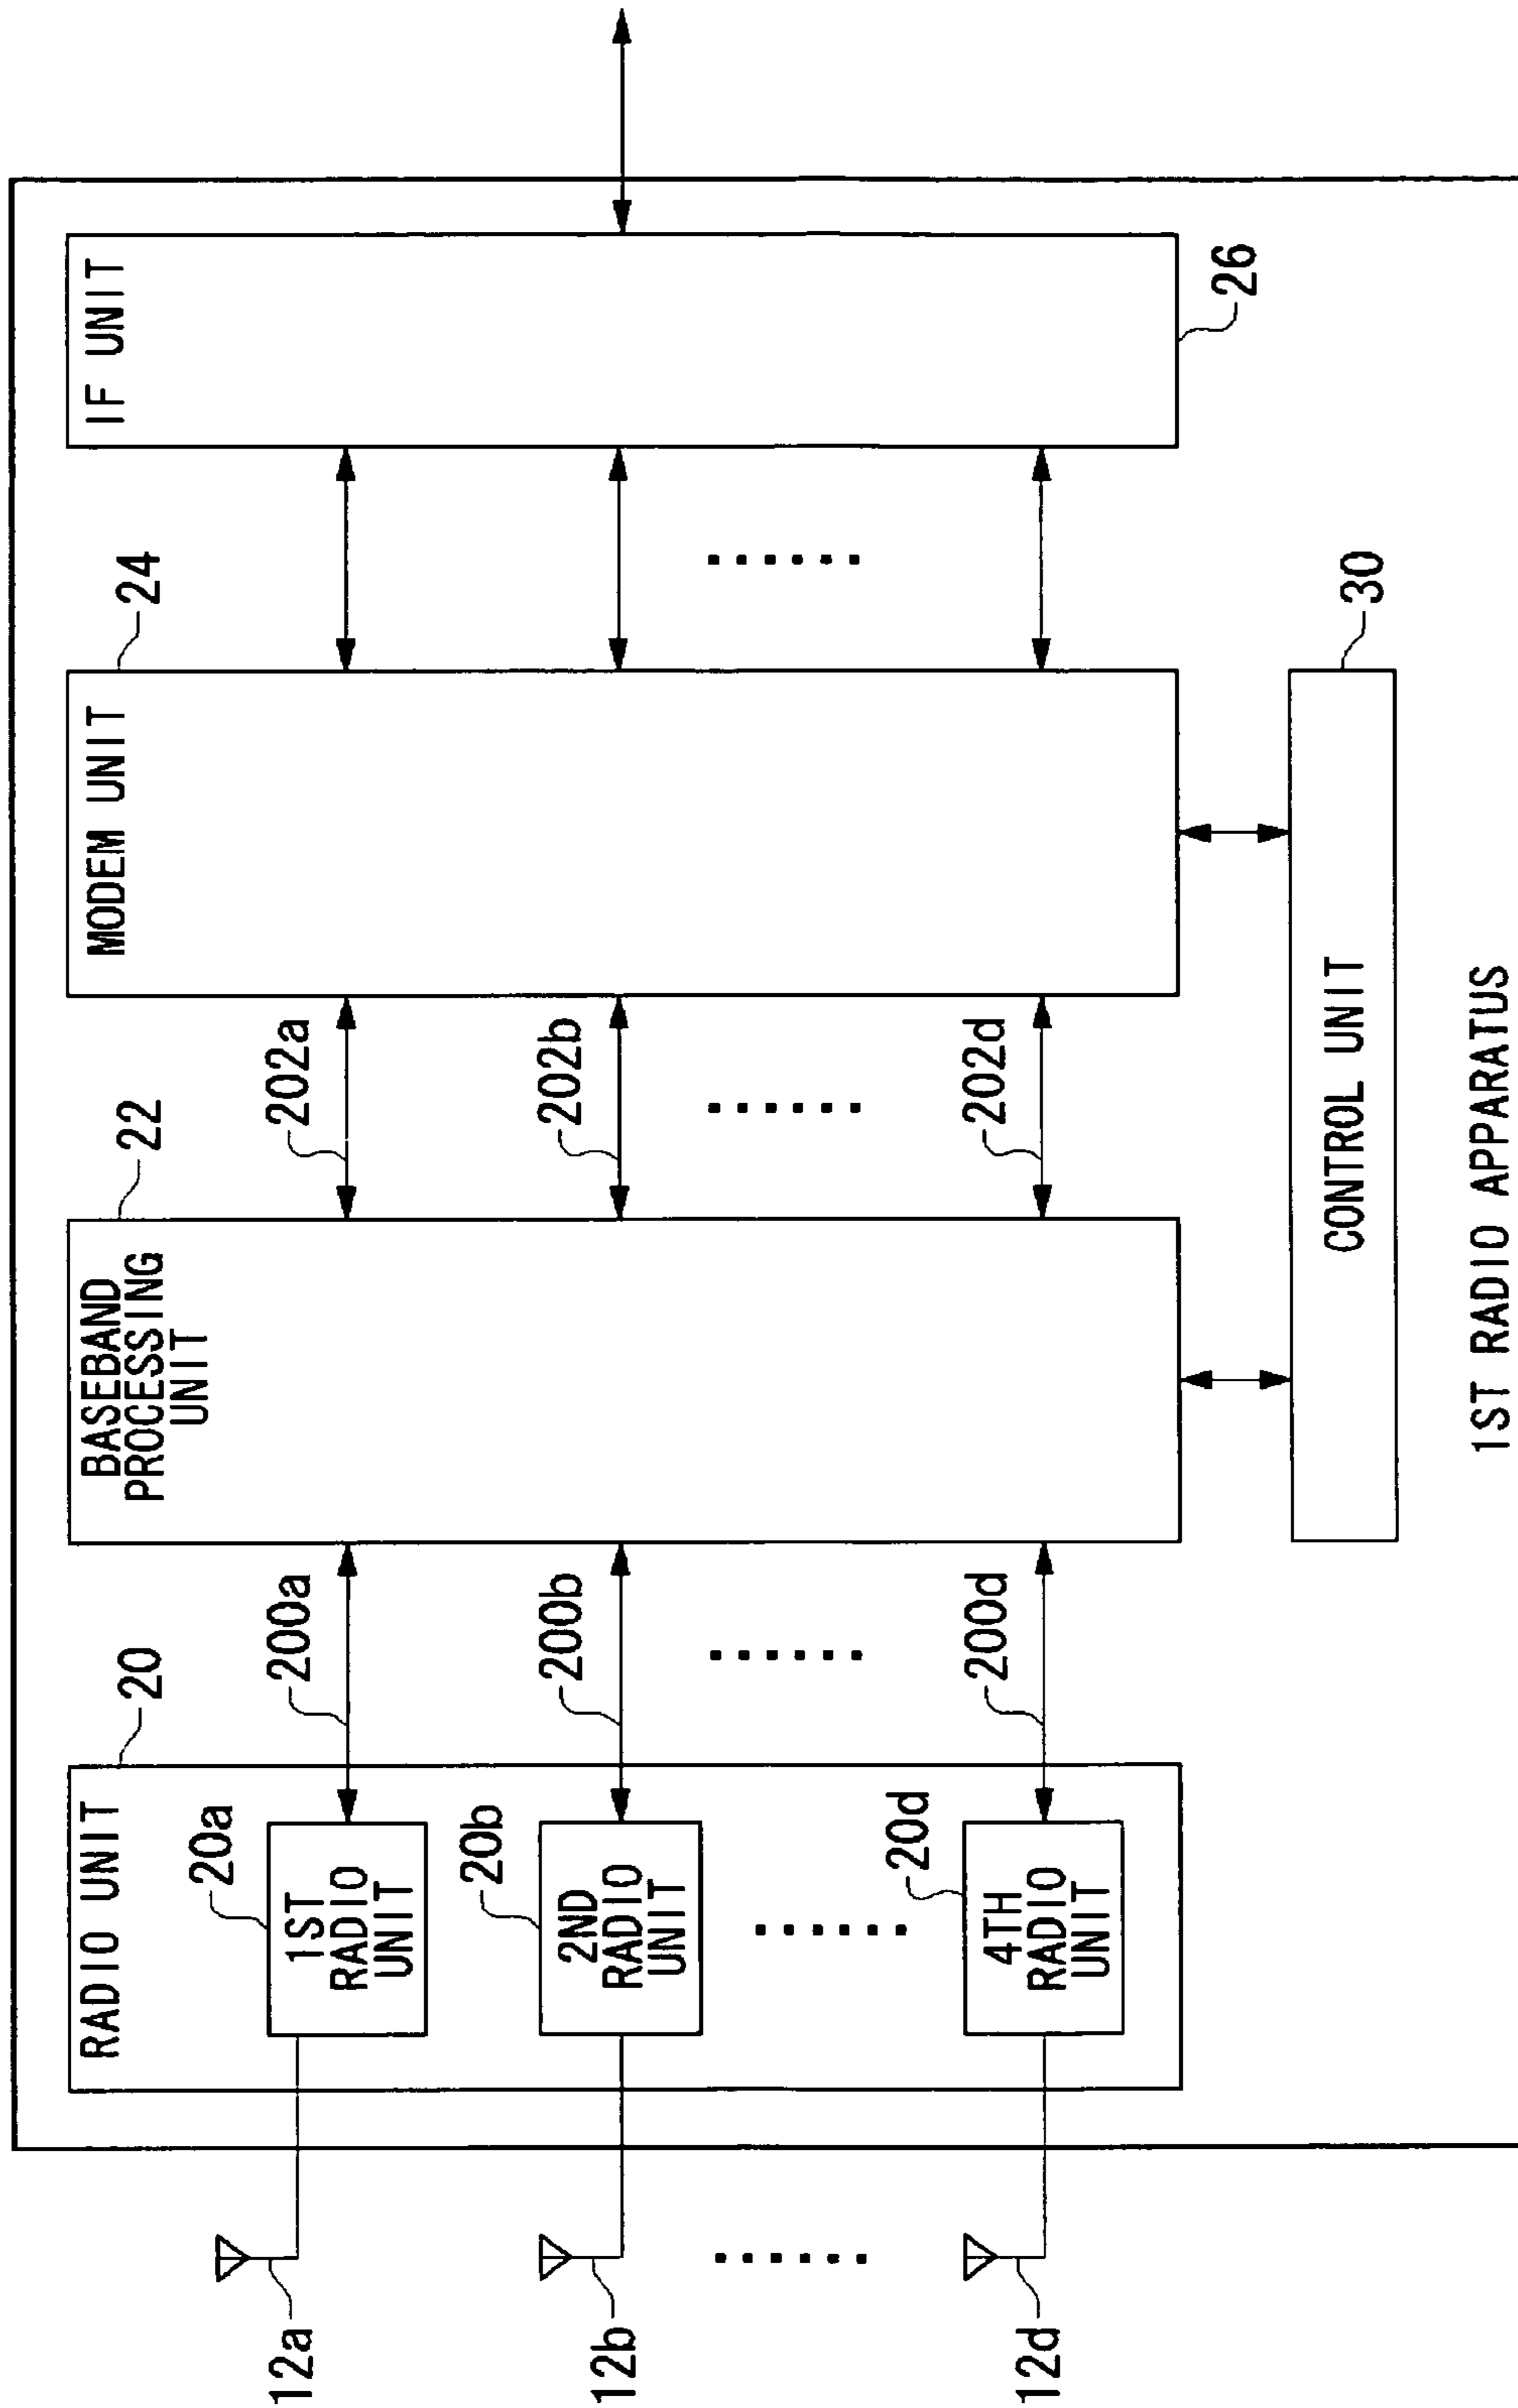 RADIO UNIT
20
BASEBAND
PROCESSING
UNIT
22
MODEM UNIT
24
IF UNIT
12a
20a
1ST
RADIO
UNIT
200a
202a
12b
20b
2ND
RADIO
UNIT
200b
202b
12d
20d
4TH
RADIO
UNIT
200d
202d
26
CONTROL UNIT
30
1ST RADIO APPARATUS